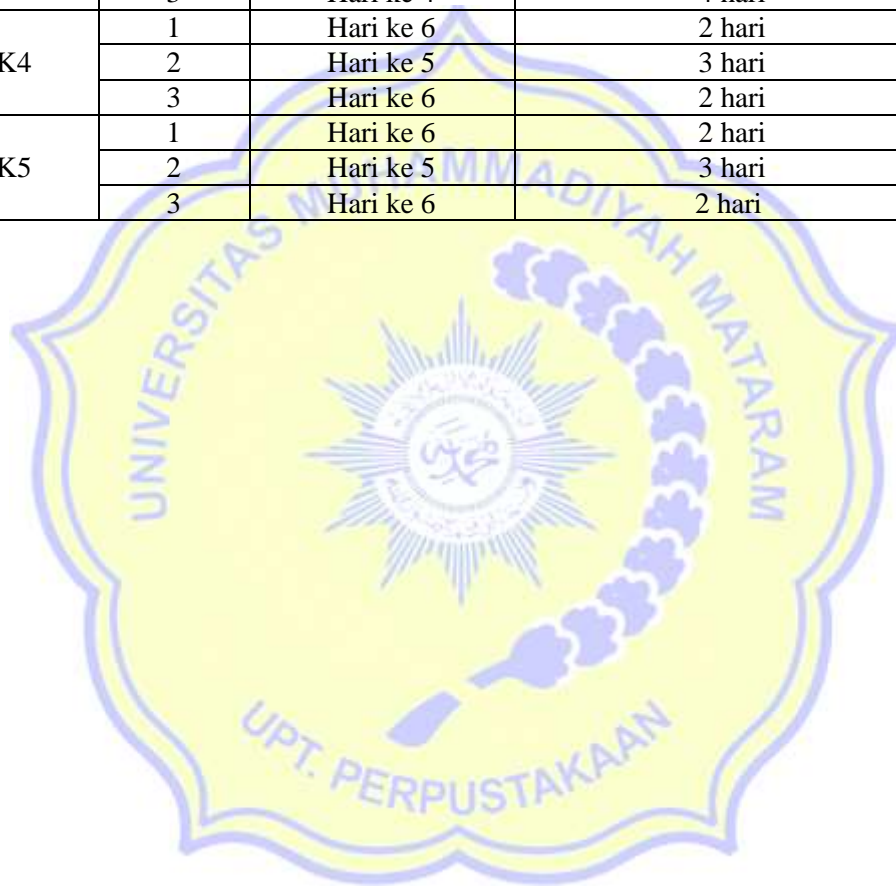 1 Hari ke 6 2 hari
K4 2 Hari ke 5 3 hari
3 Hari ke 6 2 hari
1 Hari ke 6 2 hari
K5 2 Hari ke 5 3 hari
3 Hari ke 6 2 hari
UNIVERSITAS MUHAMMADIYAH MATARAM
UPT. PERPUSTAKAAN